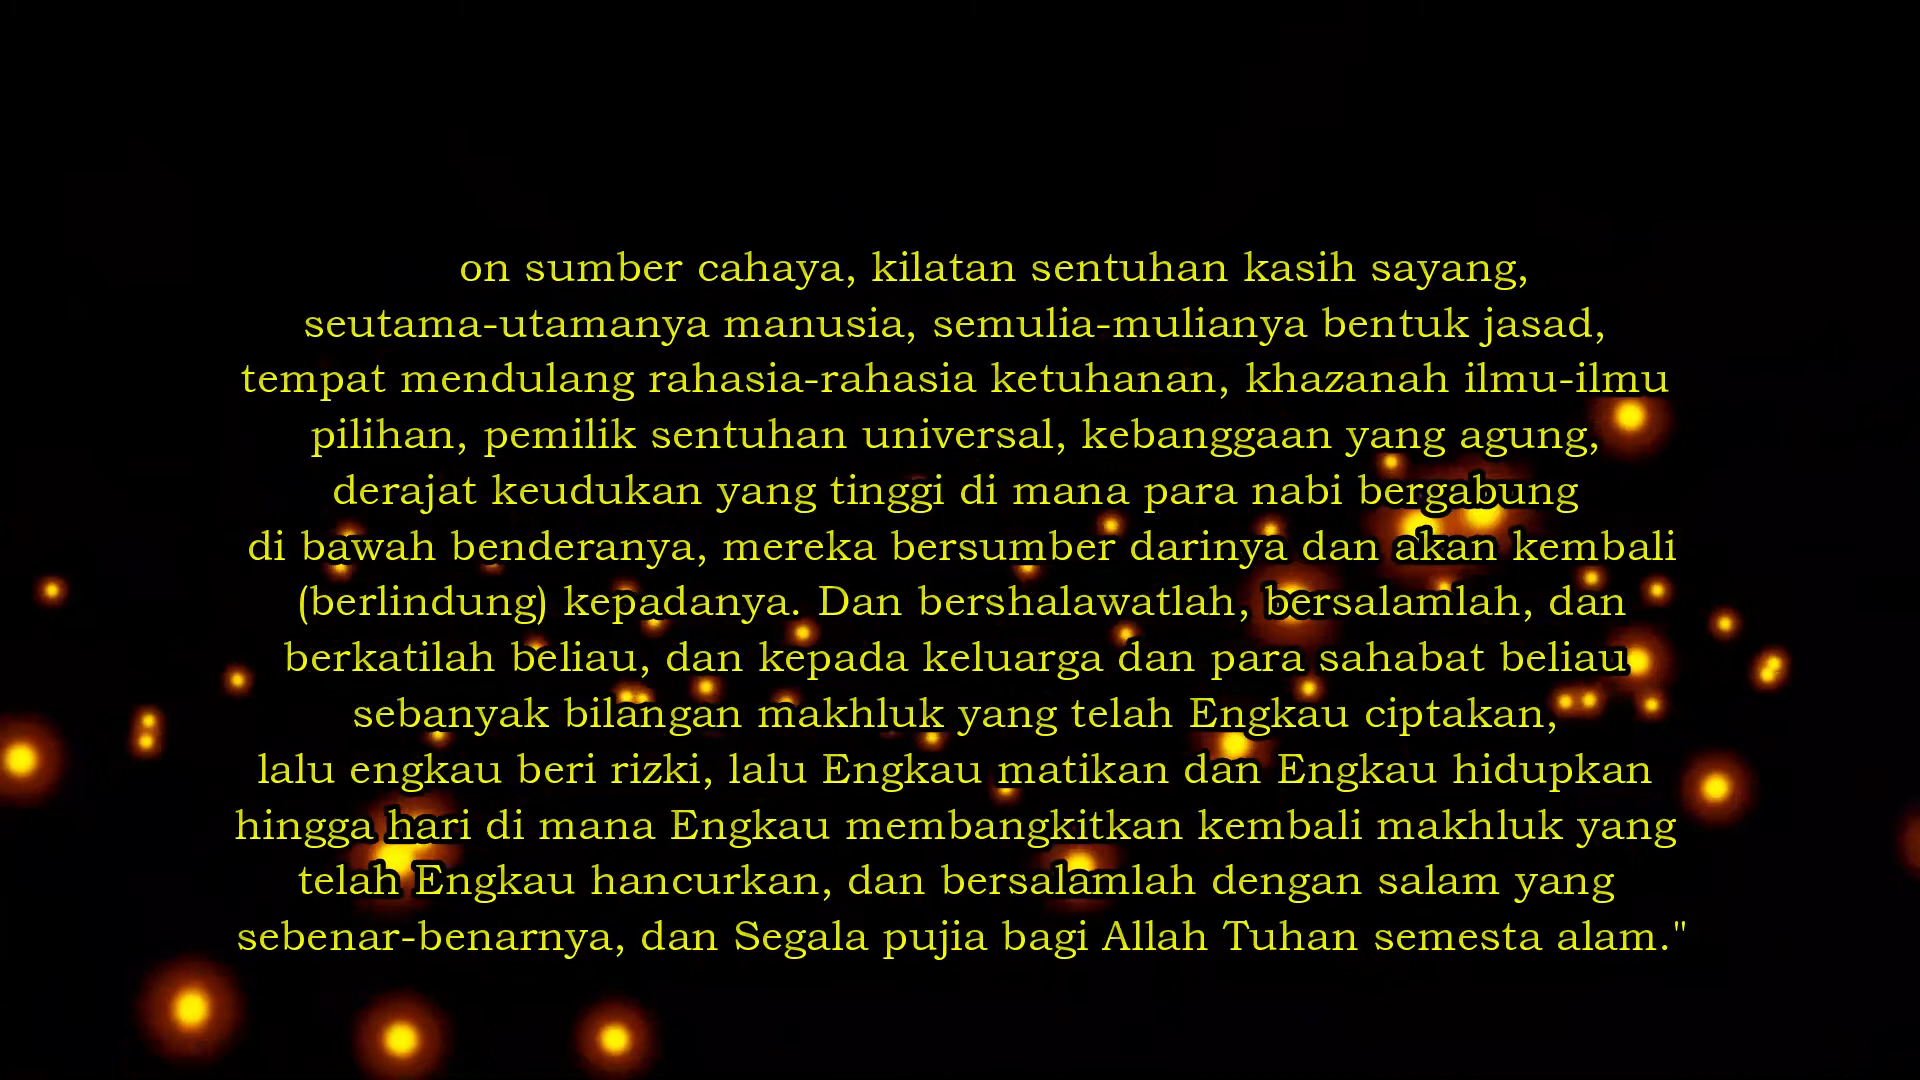 on sumber cahaya, kilatan sentuhan kasih sayang,
seutama-utamanya manusia, semulia-mulianya bentuk jasad,
tempat mendulang rahasia-rahasia ketuhanan, khazanah ilmu-ilmu
pilihan, pemilik sentuhan universal, kebanggaan yang agung,
derajat keudukan yang tinggi di mana para nabi bergabung
di bawah benderanya, mereka bersumber darinya dan akan kembali
(berlindung) kepadanya. Dan bershalawatlah, bersalamlah, dan
berkatilah beliau, dan kepada keluarga dan para sahabat beliau
sebanyak bilangan makhluk yang telah Engkau ciptakan,
lalu engkau beri rizki, lalu Engkau matikan dan Engkau hidupkan
hingga hari di mana Engkau membangkitkan kembali makhluk yang
telah Engkau hancurkan, dan bersalamlah dengan salam yang
sebenar-benarnya, dan Segala pujia bagi Allah Tuhan semesta alam."